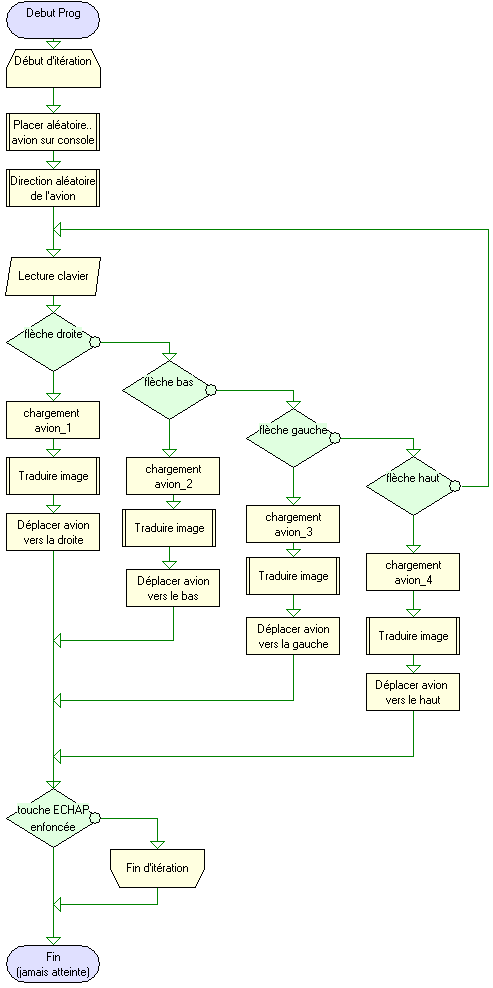 Debut Prog
Début d'itération
Placer aléatoire..
avion sur console
Direction aléatoire
de l'avion
Lecture clavier
flèche droite
chargement
avion_1
Traduire image
Déplacer avion
vers la droite
flèche bas
chargement
avion_2
Traduire image
Déplacer avion
vers le bas
flèche gauche
chargement
avion_3
Traduire image
Déplacer avion
vers la gauche
flèche haut
chargement
avion_4
Traduire image
Déplacer avion
vers le haut
touche ECHAP
enfoncée
Fin d'itération
Fin
(jamais atteinte)